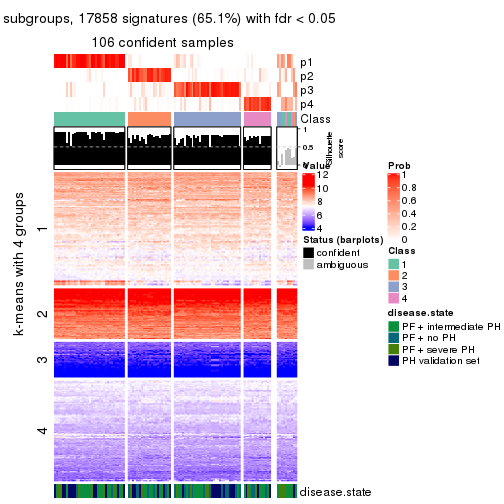 subgroups, 17858 signatures (65.1%) with fdr < 0.05
106 confident samples
p1
p2
p3
p4
Class
1
0.5
0
Silhouette
score
k-means with 4 groups
1
2
3
4
disease.state
Value
12
10
8
6
4
Status (barplots)
confident
ambiguous
Prob
1
0.8
0.6
0.4
0.2
0
Class
1
2
3
4
disease.state
PF + intermediate PH
PF + no PH
PF + severe PH
PH validation set